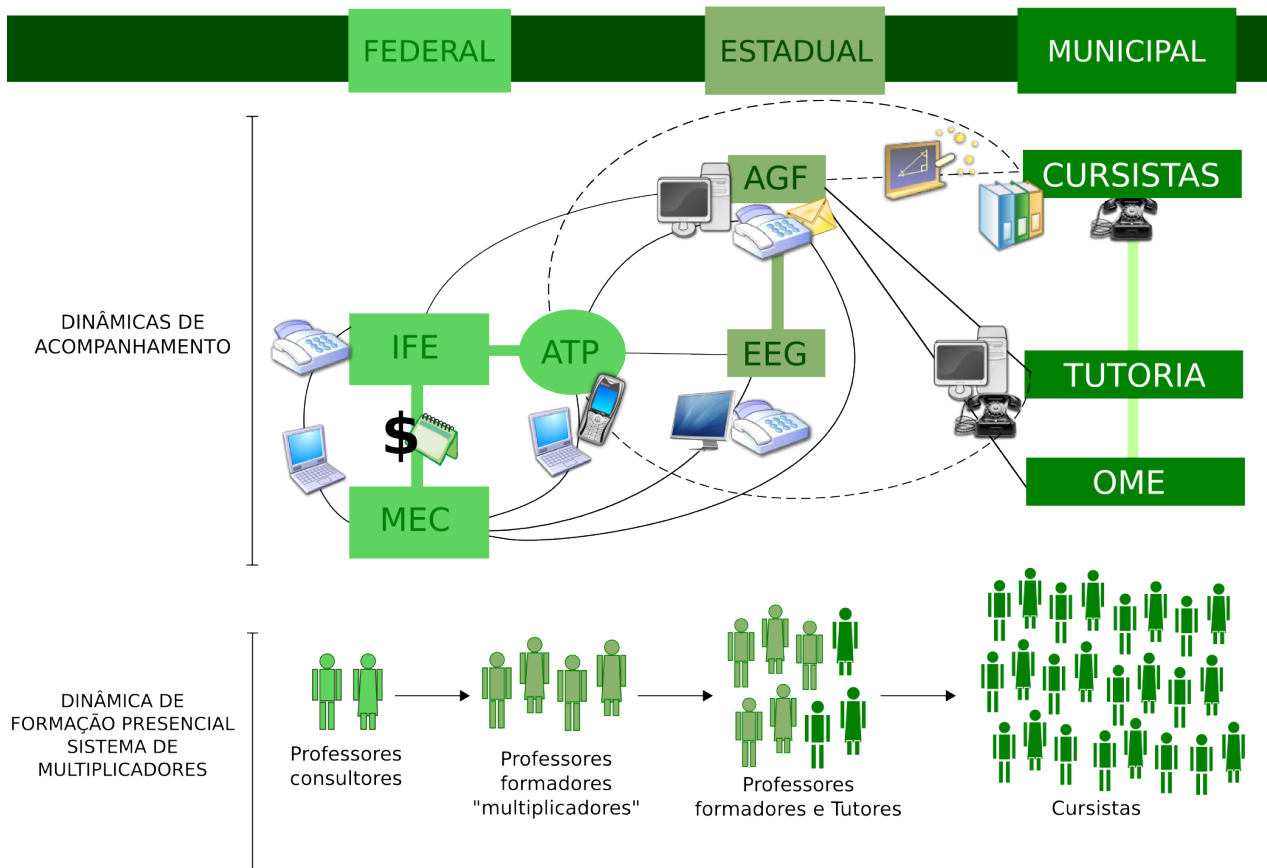 FEDERAL
ESTADUAL
MUNICIPAL
DINÂMICAS DE
ACOMPANHAMENTO
AGF
CURSISTAS
IFE
ATP
EEG
TUTORIA
$
MEC
OME
DINÂMICA DE
FORMAÇÃO PRESENCIAL
SISTEMA DE
MULTIPLICADORES
Professores
consultores
Professores
formadores
"multiplicadores"
Professores
formadores e Tutores
Cursistas